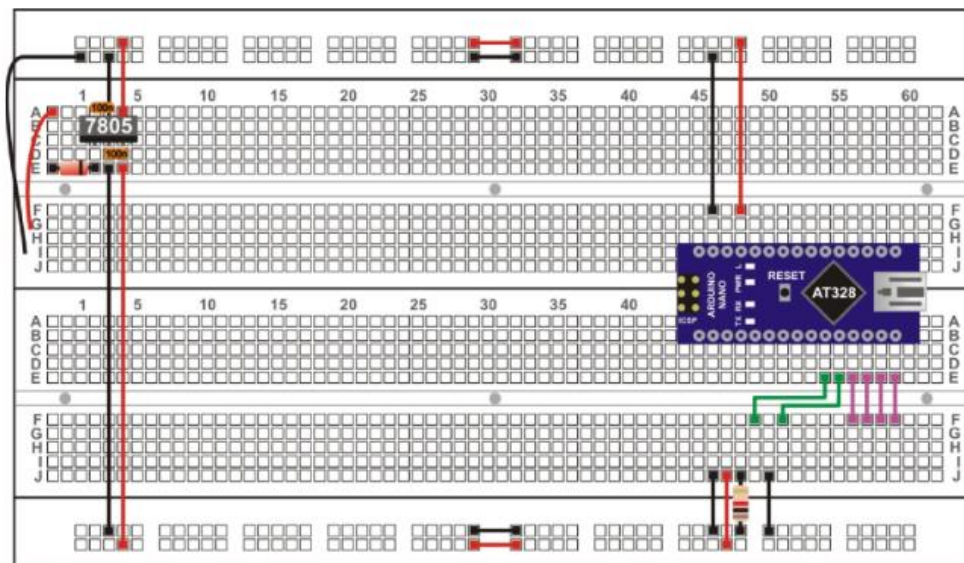 1 5 10 15 20 25 30 35 40 45 50 55 60
A A
B B
C C
D D
E E
100n
7805
100n
F F
G G
H H
I I
J J
1 5 10 15 20 25 30 35 40
A A
B B
C C
D D
E E
ICSP
ARDUINO
NANO
L
PWR
RX
TX
RESET
AT328
F F
G G
H H
I I
J J